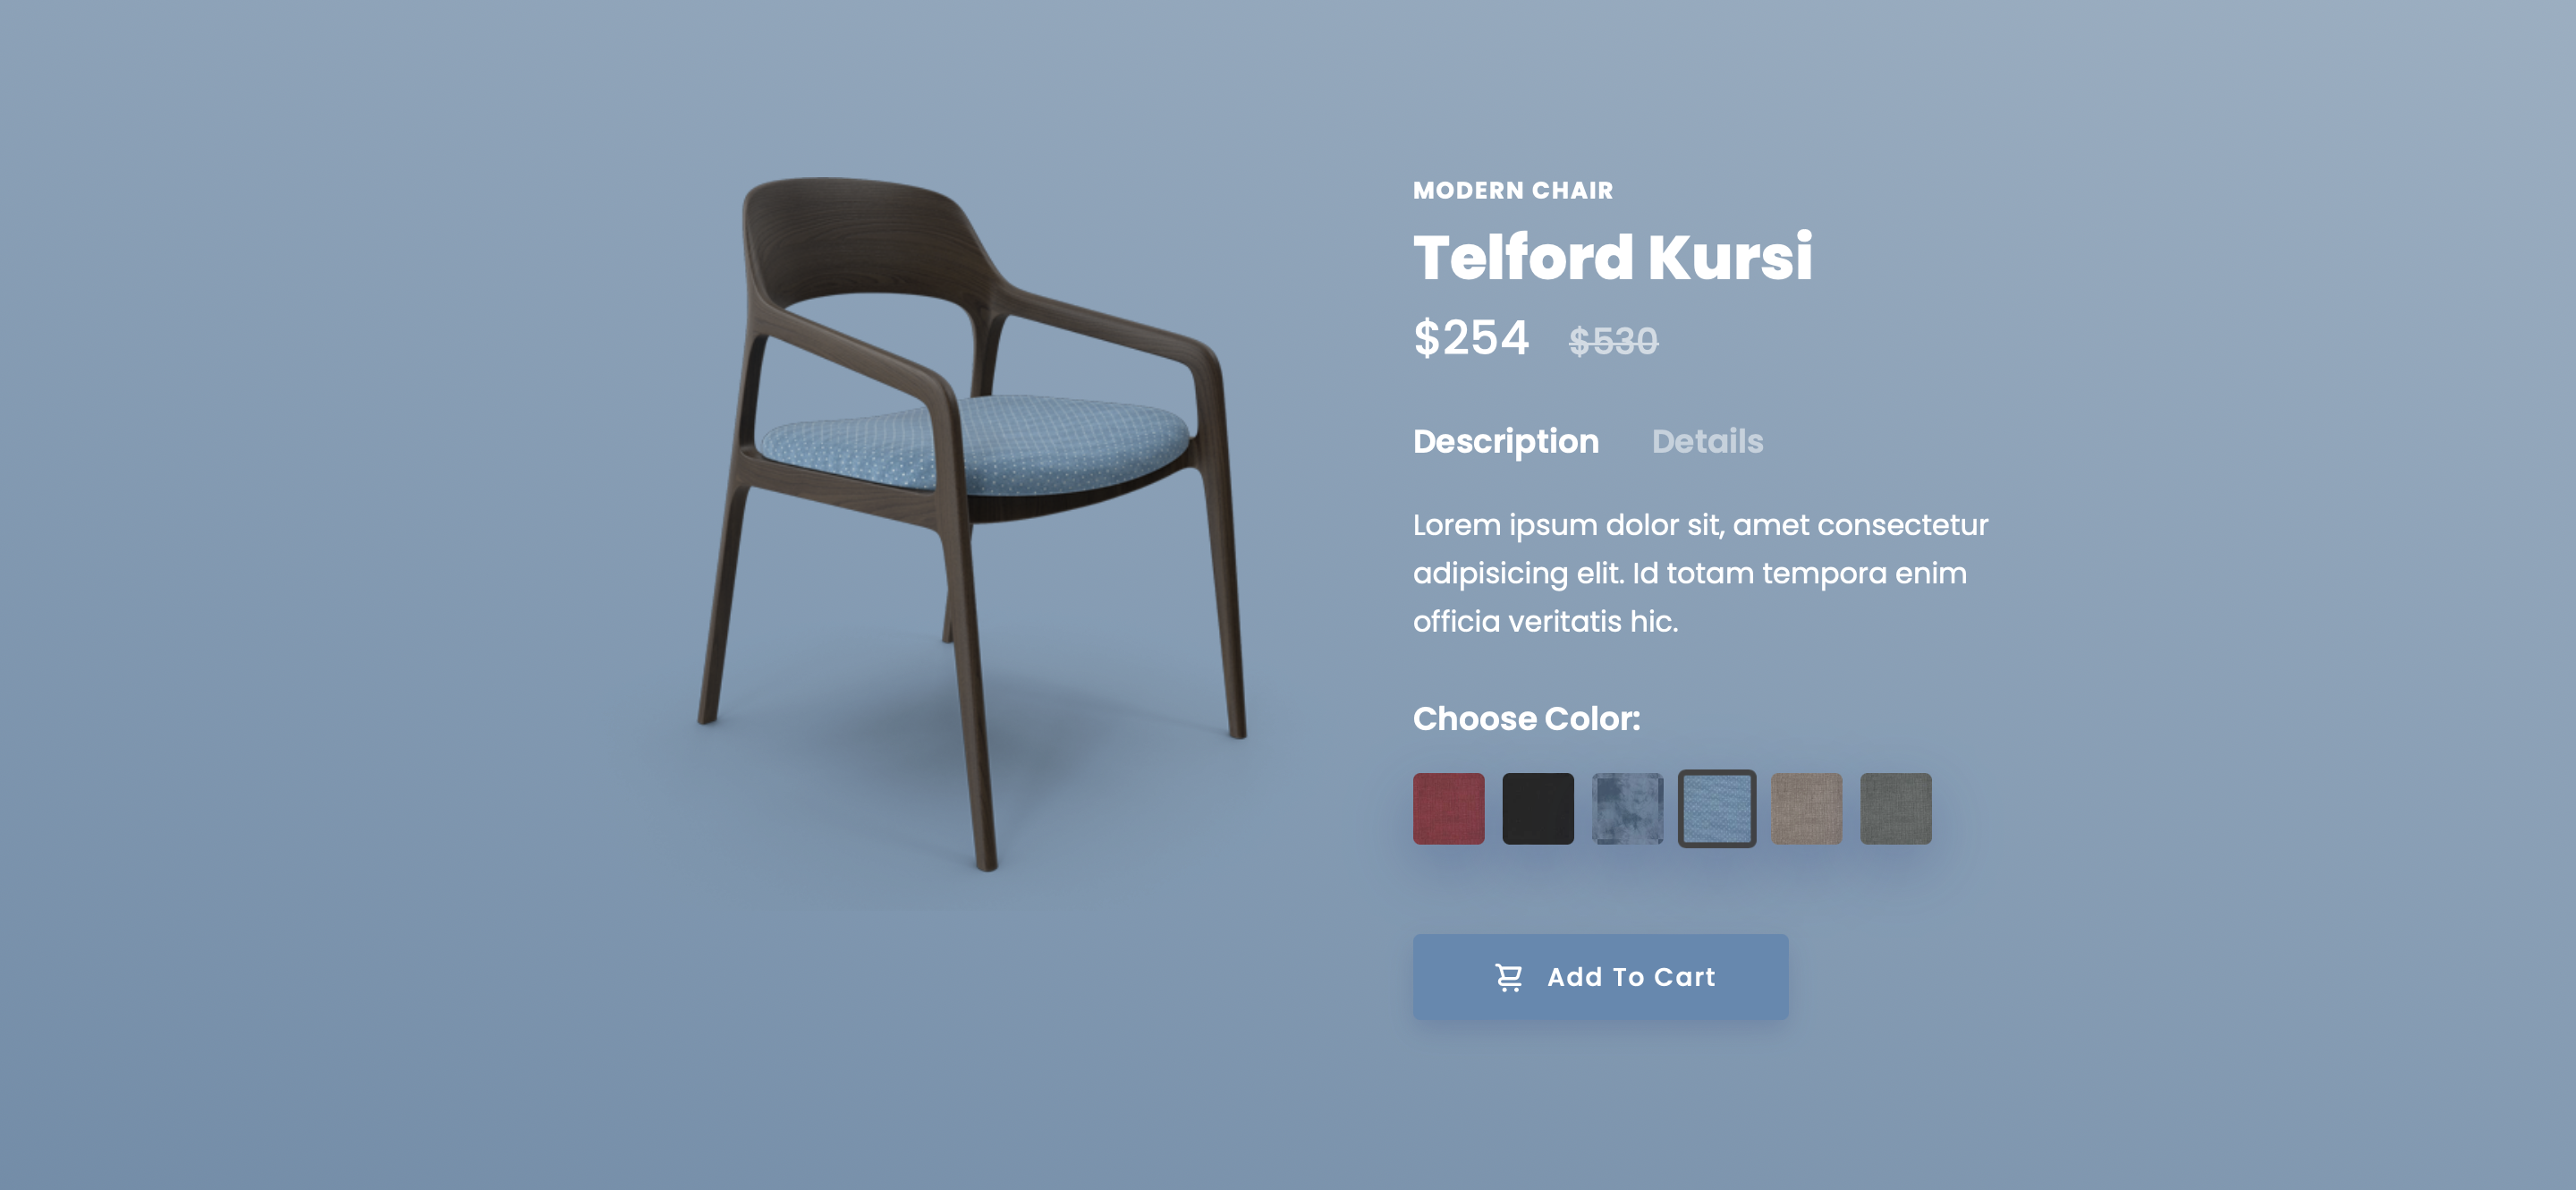 MODERN CHAIR
Telford Kursi
$254 $530
Description Details
Lorem ipsum dolor sit, amet consectetur
adipisicing elit. Id totam tempora enim
officia veritatis hic.
Choose Color:
Add To Cart